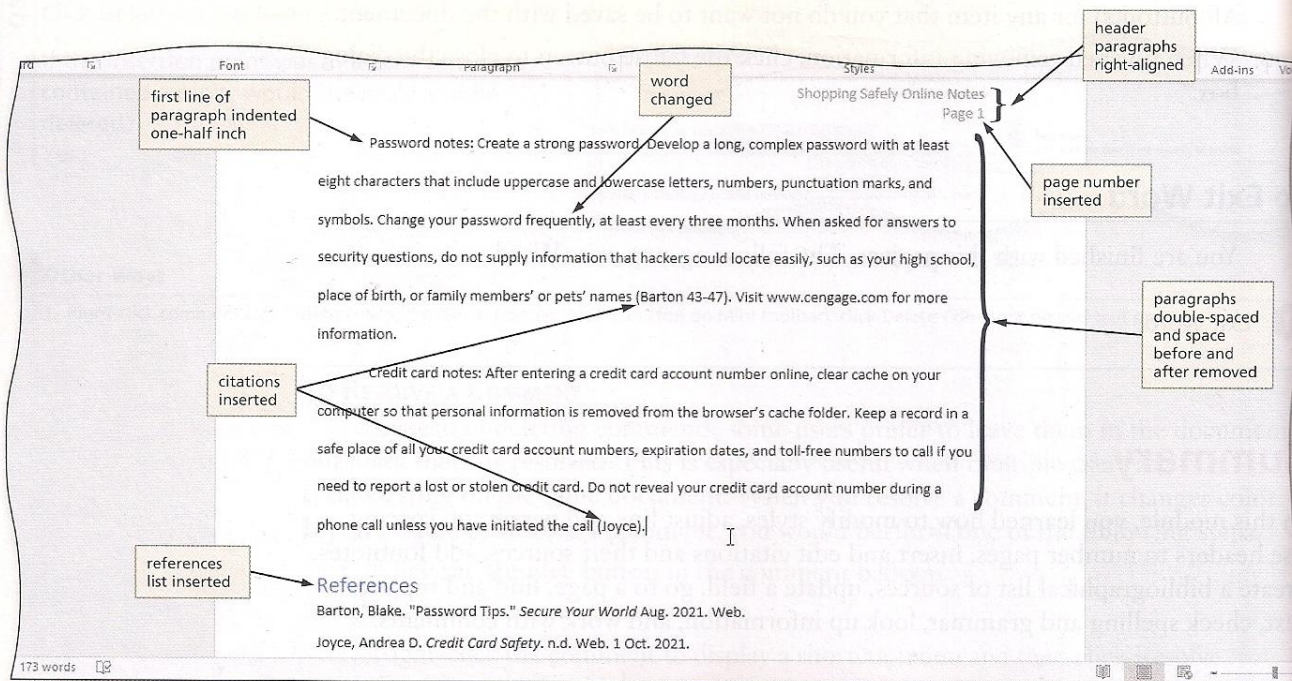 Font
Paragraph
Styles
Add-ins
header
paragraphs
right-aligned
first line of
paragraph indented
one-half inch
word
changed
Shopping Safely Online Notes
Page 1
page number
inserted
Password notes: Create a strong password. Develop a long, complex password with at least
eight characters that include uppercase and lowercase letters, numbers, punctuation marks, and
symbols. Change your password frequently, at least every three months. When asked for answers to
security questions, do not supply information that hackers could locate easily, such as your high school,
place of birth, or family members' or pets' names (Barton 43-47). Visit www.cengage.com for more
information.
paragraphs
double-spaced
and space
before and
after removed
citations
inserted
Credit card notes: After entering a credit card account number online, clear cache on your
computer so that personal information is removed from the browser's cache folder. Keep a record in a
safe place of all your credit card account numbers, expiration dates, and toll-free numbers to call if you
need to report a lost or stolen credit card. Do not reveal your credit card account number during a
phone call unless you have initiated the call (Joyce).
references
list inserted
References
Barton, Blake. "Password Tips." Secure Your World Aug. 2021. Web.
Joyce, Andrea D. Credit Card Safety. n.d. Web. 1 Oct. 2021.
173 words